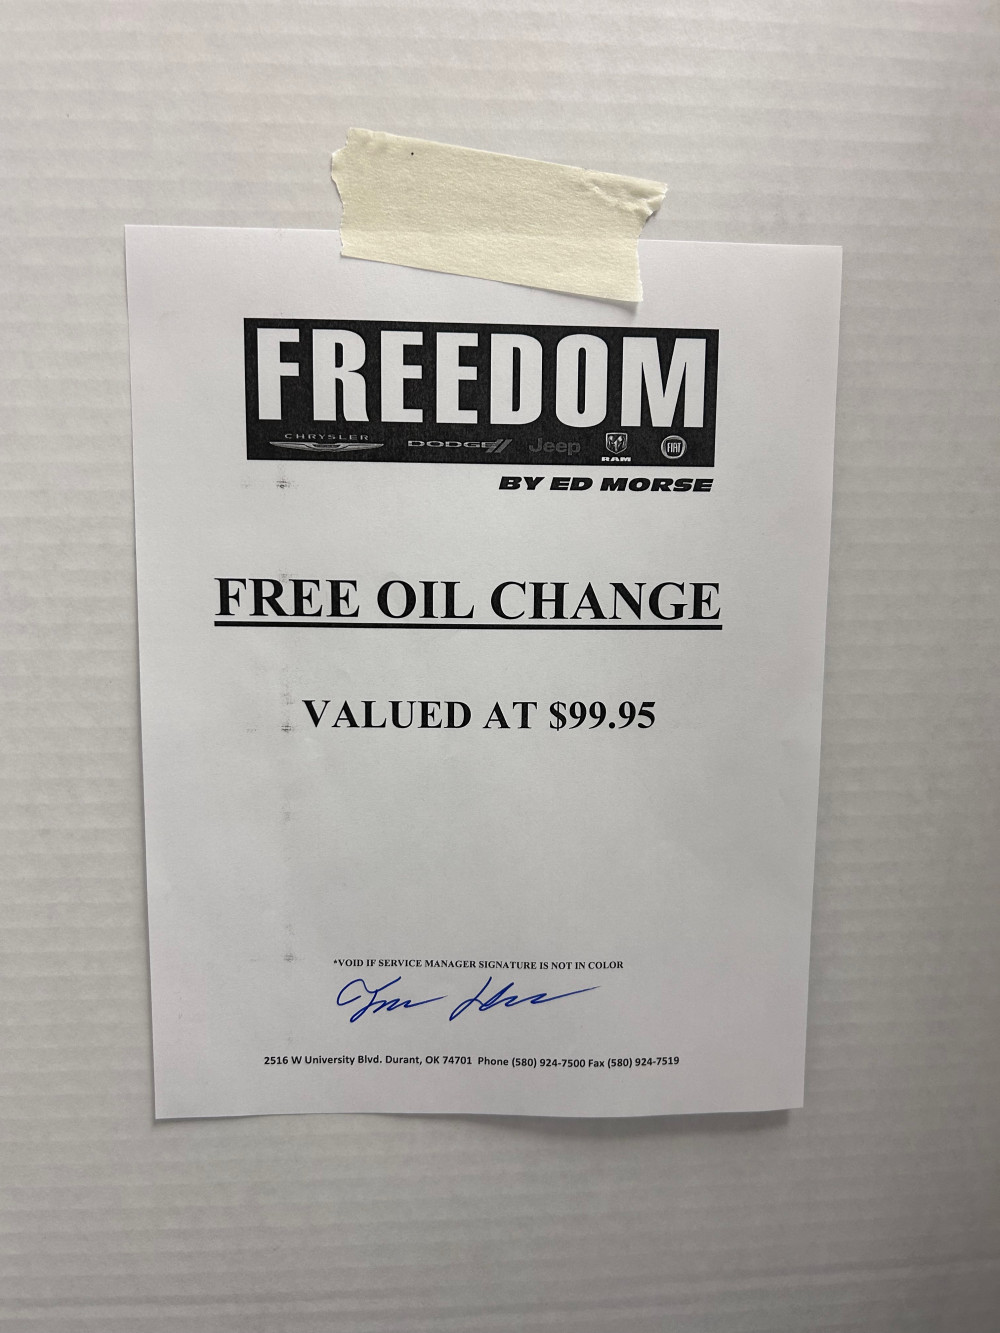 FREEDOM
CHRYSLER DODGE Jeep RAM FIAT
BY ED MORSE
FREE OIL CHANGE
VALUED AT $99.95
*VOID IF SERVICE MANAGER SIGNATURE IS NOT IN COLOR
2516 W University Blvd. Durant, OK 74701 Phone (580) 924-7500 Fax (580) 924-7519